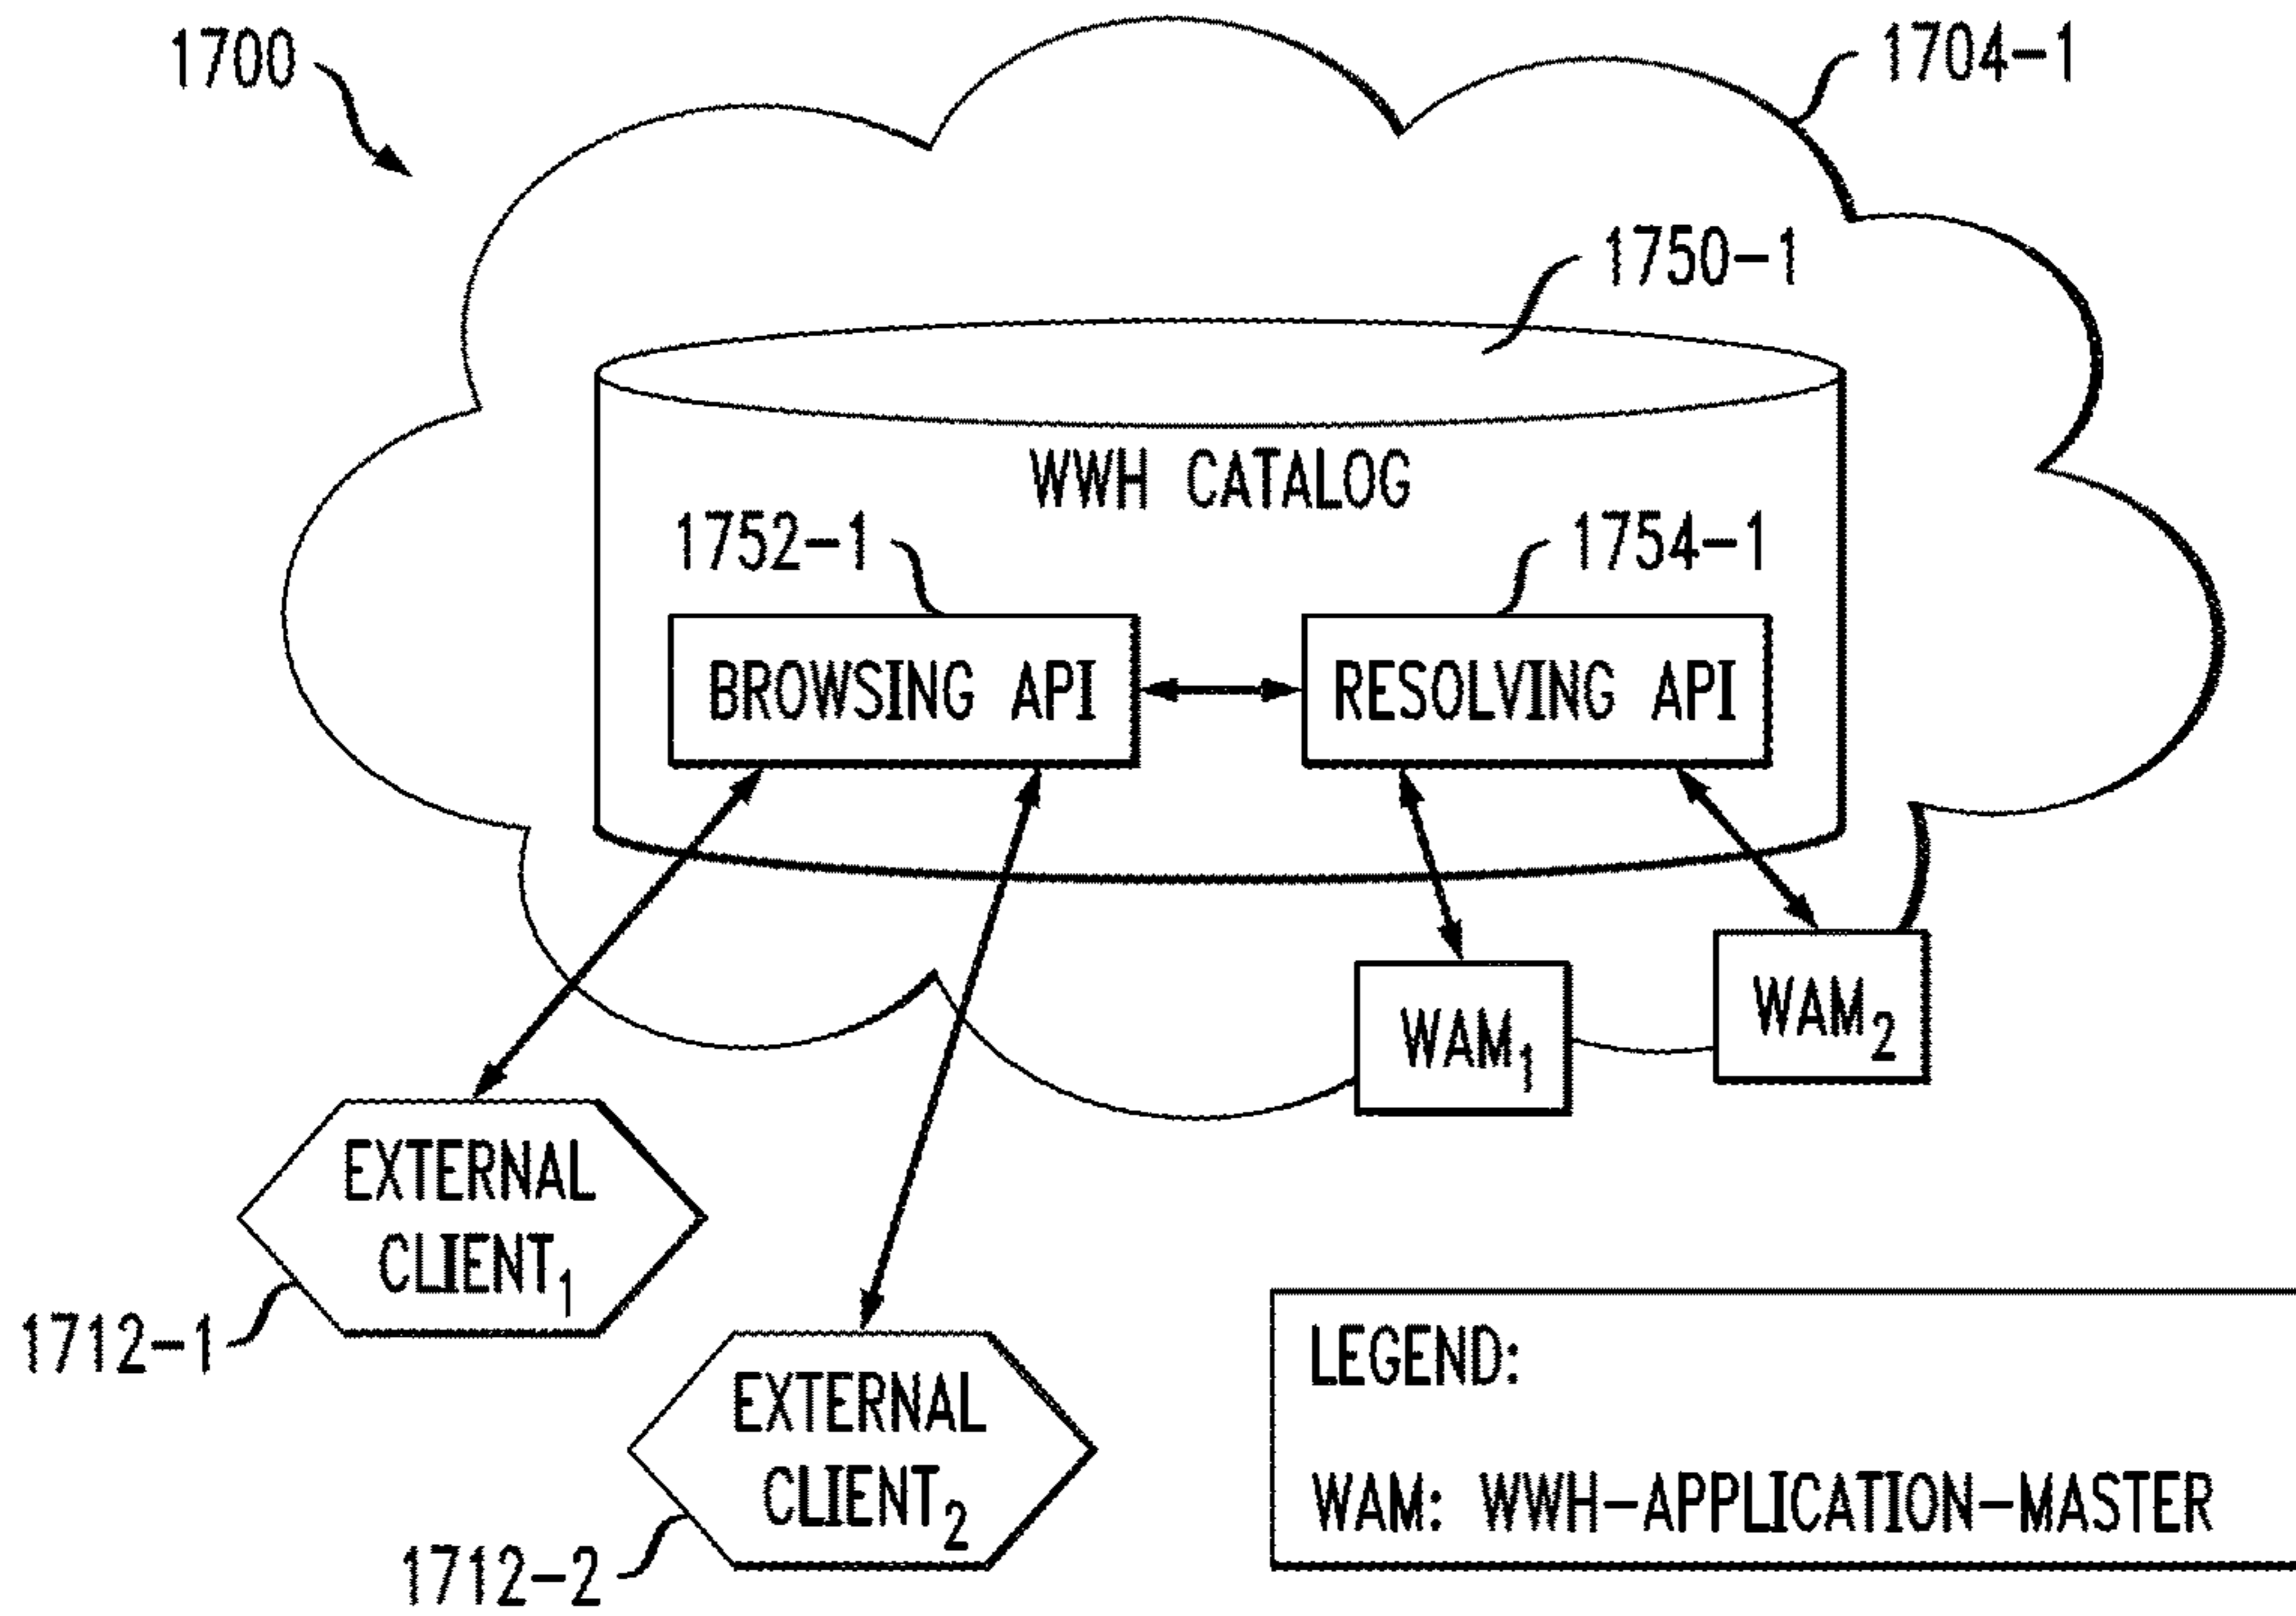 1700
1704-1
1750-1
WWH CATALOG
1752-1
1754-1
BROWSING API
RESOLVING API
WAM1
WAM2
EXTERNAL
CLIENT1
1712-1
EXTERNAL
CLIENT2
1712-2
LEGEND:
WAM: WWH-APPLICATION-MASTER